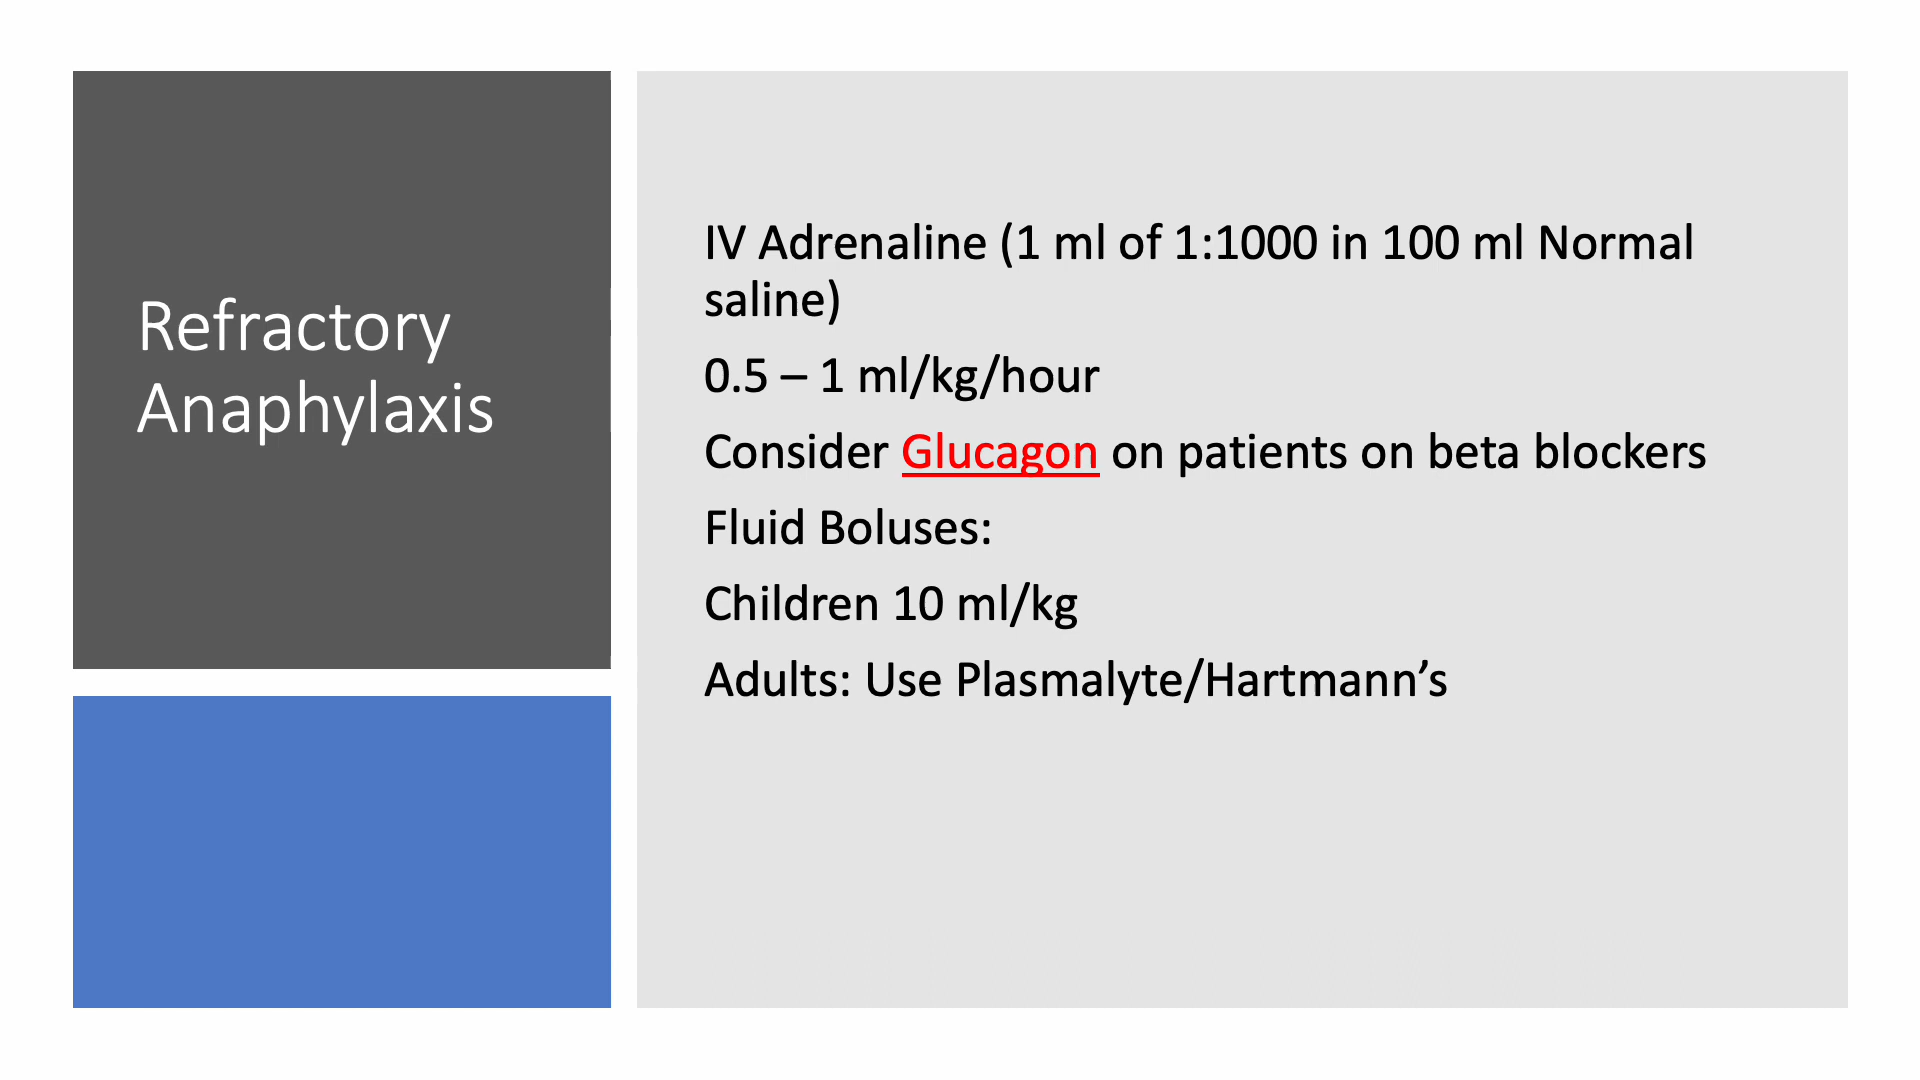 Refractory
Anaphylaxis
IV Adrenaline (1 ml of 1:1000 in 100 ml Normal
saline)
0.5 – 1 ml/kg/hour
Consider Glucagon on patients on beta blockers
Fluid Boluses:
Children 10 ml/kg
Adults: Use Plasmalyte/Hartmann’s